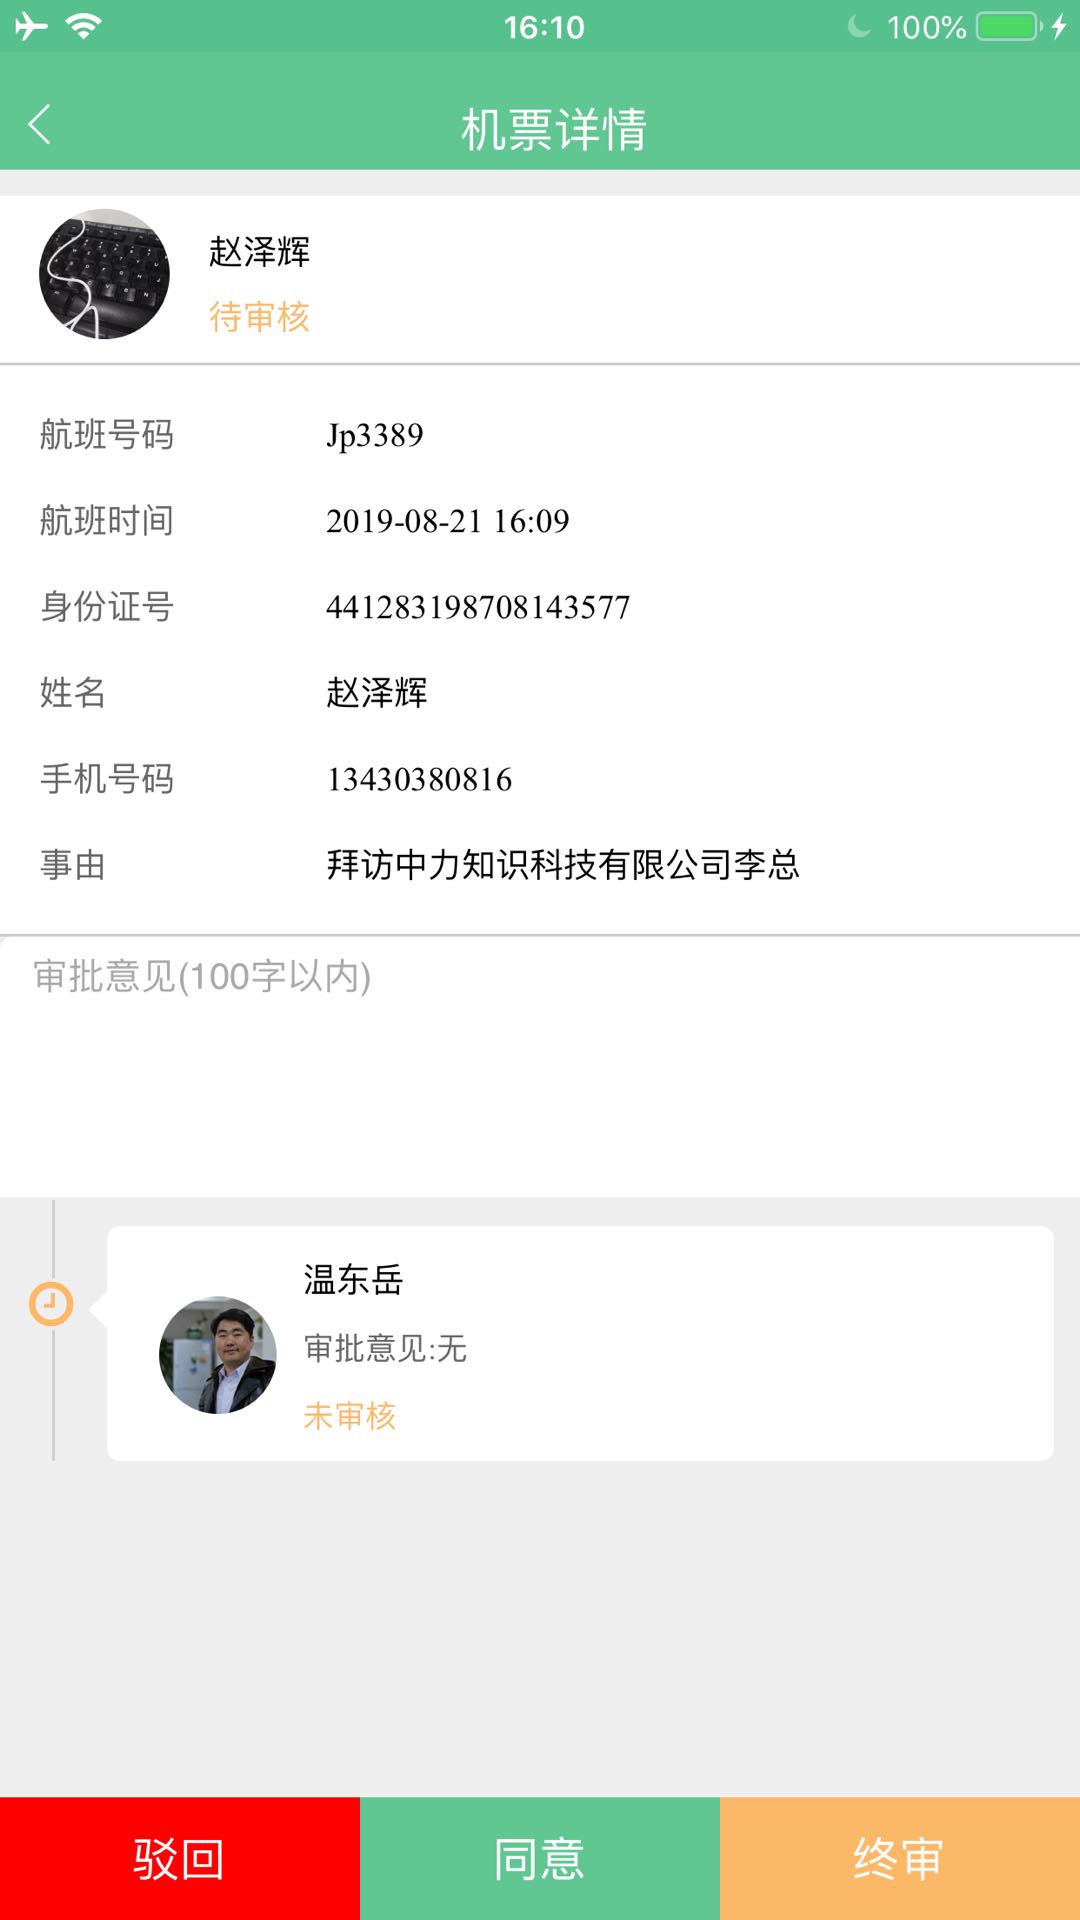 16:10
100%
机票详情
赵泽辉
待审核
航班号码 Jp3389
航班时间 2019-08-21 16:09
身份证号 441283198708143577
姓名 赵泽辉
手机号码 13430380816
事由 拜访中力知识科技有限公司李总
审批意见(100字以内)
温东岳
审批意见:无
未审核
驳回 同意 终审